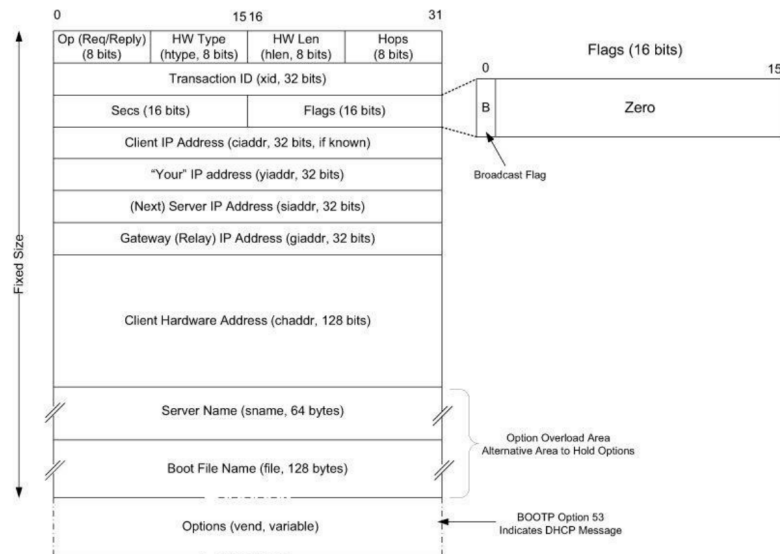 0
15 16
31
Op (Req/Reply)
(8 bits)
HW Type
(htype, 8 bits)
HW Len
(hlen, 8 bits)
Hops
(8 bits)
Transaction ID (xid, 32 bits)
Secs (16 bits)
Flags (16 bits)
Client IP Address (ciaddr, 32 bits, if known)
“Your” IP address (yiaddr, 32 bits)
(Next) Server IP Address (siaddr, 32 bits)
Gateway (Relay) IP Address (giaddr, 32 bits)
Client Hardware Address (chaddr, 128 bits)
Server Name (sname, 64 bytes)
Boot File Name (file, 128 bytes)
Options (vend, variable)
Fixed Size
Flags (16 bits)
0
15
B
Zero
Broadcast Flag
Option Overload Area
Alternative Area to Hold Options
BOOTP Option 53
Indicates DHCP Message